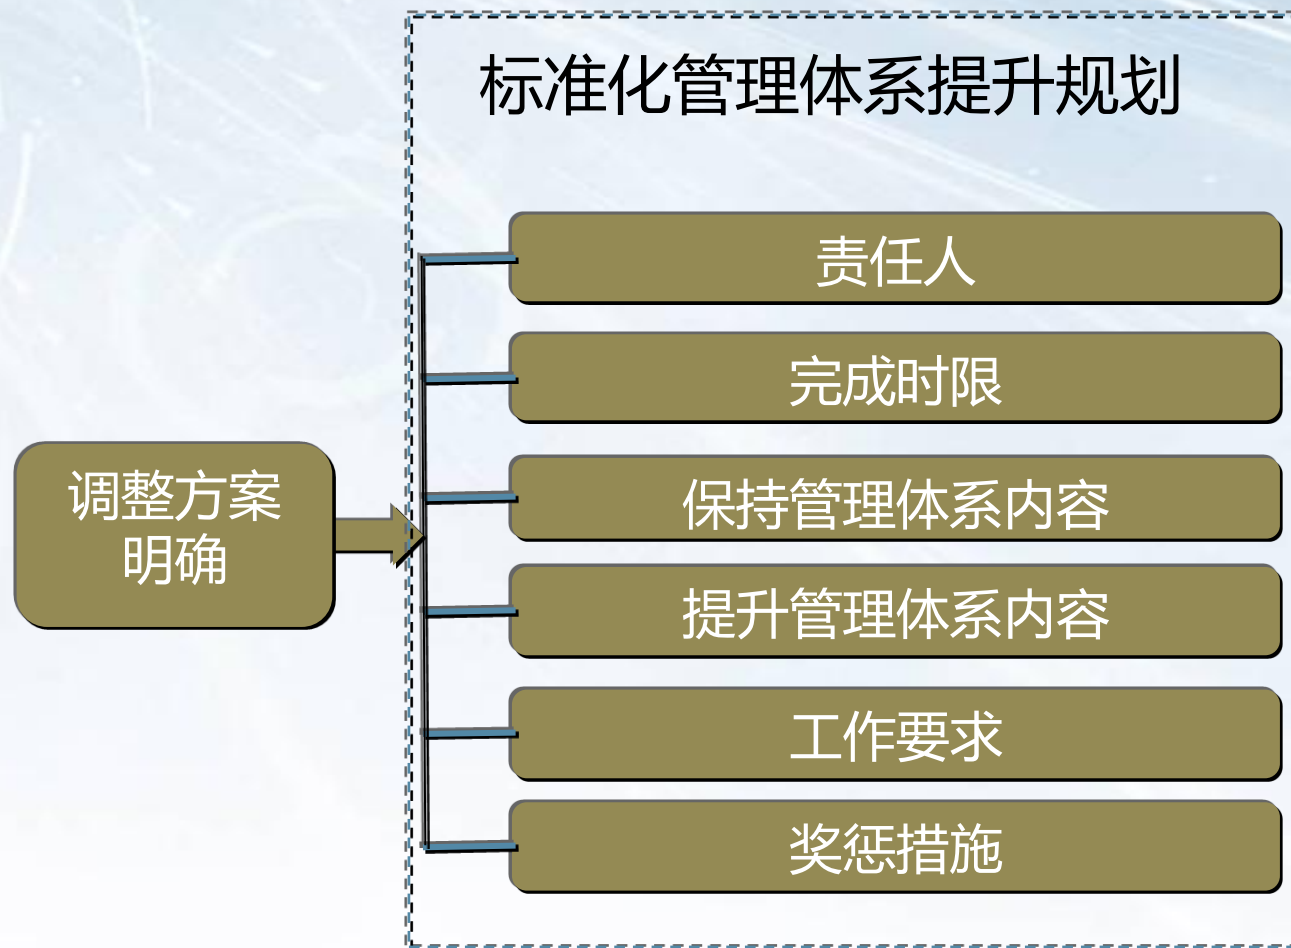 标准化管理体系提升规划
责任人
完成时限
保持管理体系内容
提升管理体系内容
工作要求
奖惩措施
调整方案
明确